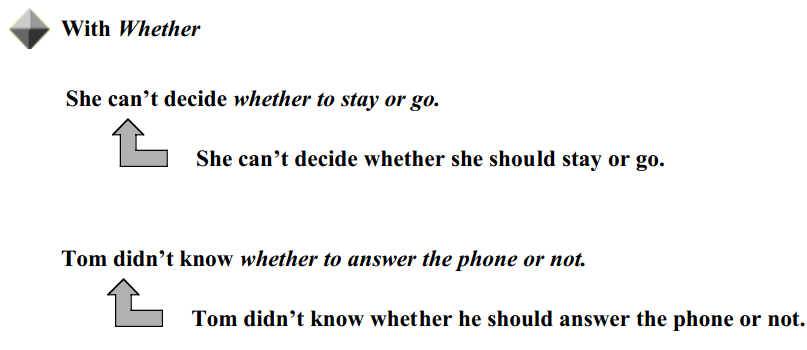 With Whether
She can't decide whether to stay or go.
She can't decide whether she should stay or go.
Tom didn't know whether to answer the phone or not.
Tom didn't know whether he should answer the phone or not.